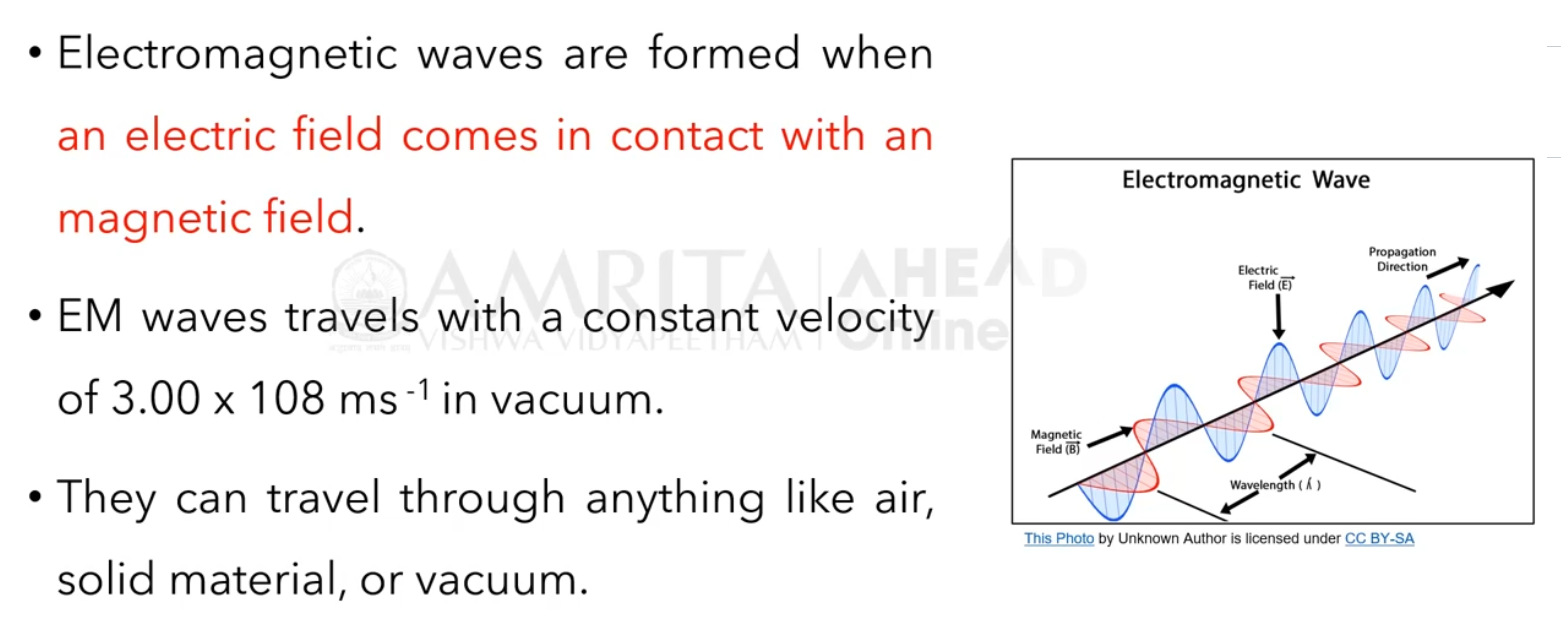 • Electromagnetic waves are formed when
an electric field comes in contact with an
magnetic field.
• EM waves travels with a constant velocity
of 3.00 x 108 ms -1 in vacuum.
• They can travel through anything like air,
solid material, or vacuum.
AMRITA AHEAD
VISHWA VIDYAPEETHAM Online
Electromagnetic Wave
Propagation
Direction
Electric
Field (E)
Magnetic
Field (B)
Wavelength ( )
This Photo by Unknown Author is licensed under CC BY-SA